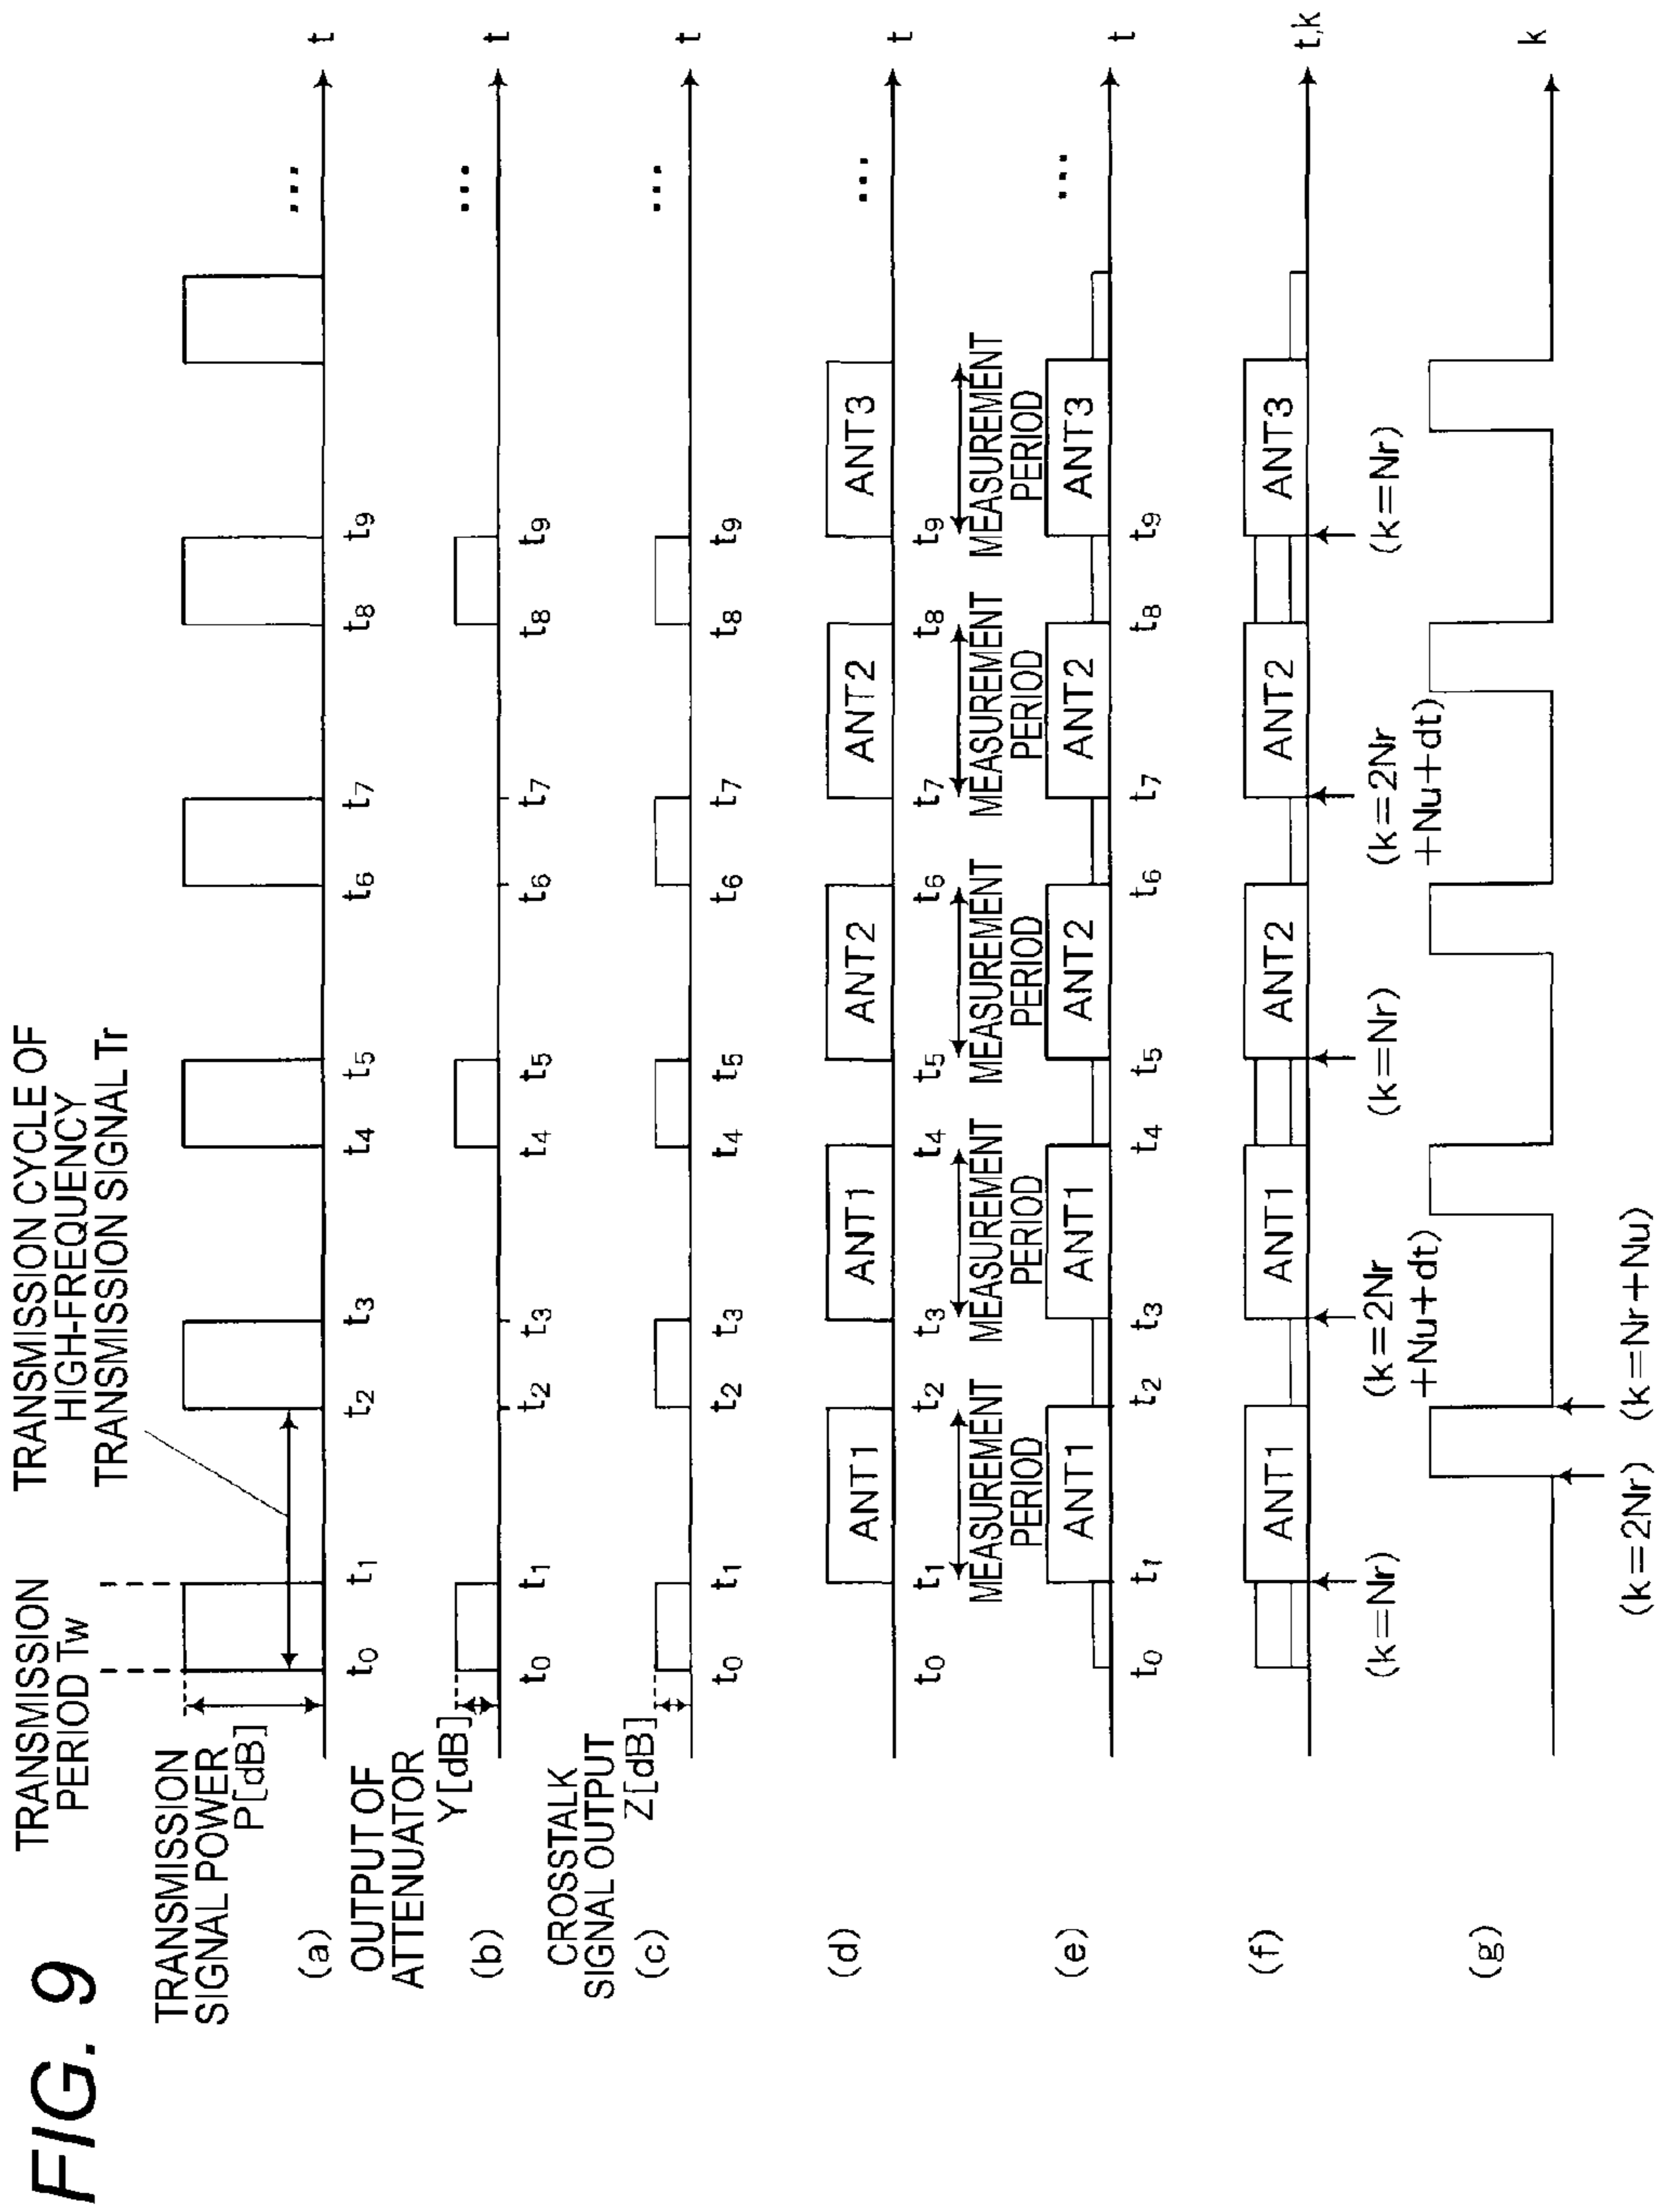 FIG. 9
TRANSMISSION
PERIOD Tw
TRANSMISSION CYCLE OF
HIGH-FREQUENCY
TRANSMISSION SIGNAL Tr
TRANSMISSION
SIGNAL POWER
P[dB]
(a)
t0 t1 t2 t3 t4 t5 t6 t7 t8 t9 ... t
OUTPUT OF
ATTENUATOR
Y[dB]
(b)
t0 t1 t2 t3 t4 t5 t6 t7 t8 t9 ... t
CROSSTALK
SIGNAL OUTPUT
Z[dB]
(c)
t0 t1 t2 t3 t4 t5 t6 t7 t8 t9 ... t
(d)
ANT1 ANT1 ANT2 ANT2 ANT3 ... t
t0 t1 t2 t3 t4 t5 t6 t7 t8 t9
MEASUREMENT PERIOD
MEASUREMENT PERIOD
MEASUREMENT PERIOD
MEASUREMENT PERIOD
MEASUREMENT PERIOD
(e)
ANT1 ANT1 ANT2 ANT2 ANT3 ... t
t0 t1 t2 t3 t4 t5 t6 t7 t8 t9
(f)
ANT1 ANT1 ANT2 ANT2 ANT3 t,k
(k=Nr) (k=2Nr +Nu+dt) (k=Nr) (k=2Nr +Nu+dt) (k=Nr)
(g)
k
(k=2Nr) (k=Nr+Nu)